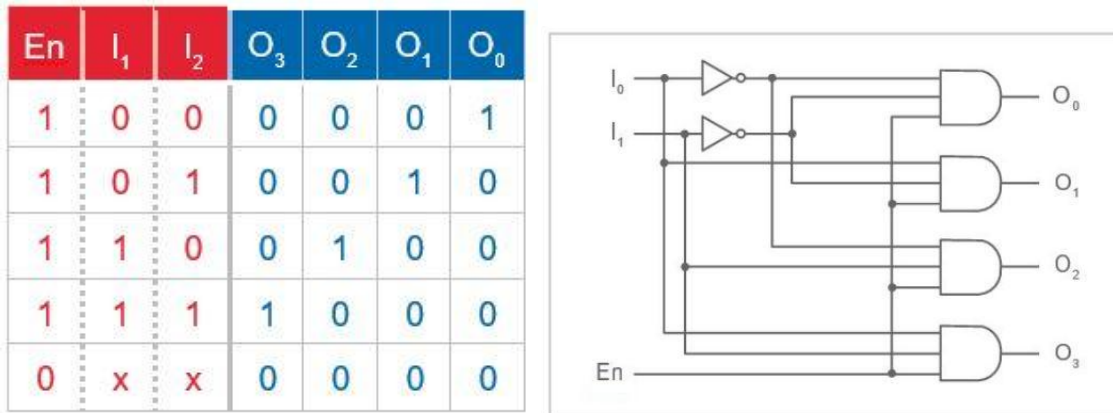 En I₁ I₂ O₃ O₂ O₁ O₀
1 0 0 0 0 0 1
1 0 1 0 0 1 0
1 1 0 0 1 0 0
1 1 1 1 0 0 0
0 x x 0 0 0 0
I₀
I₁
En
O₀
O₁
O₂
O₃